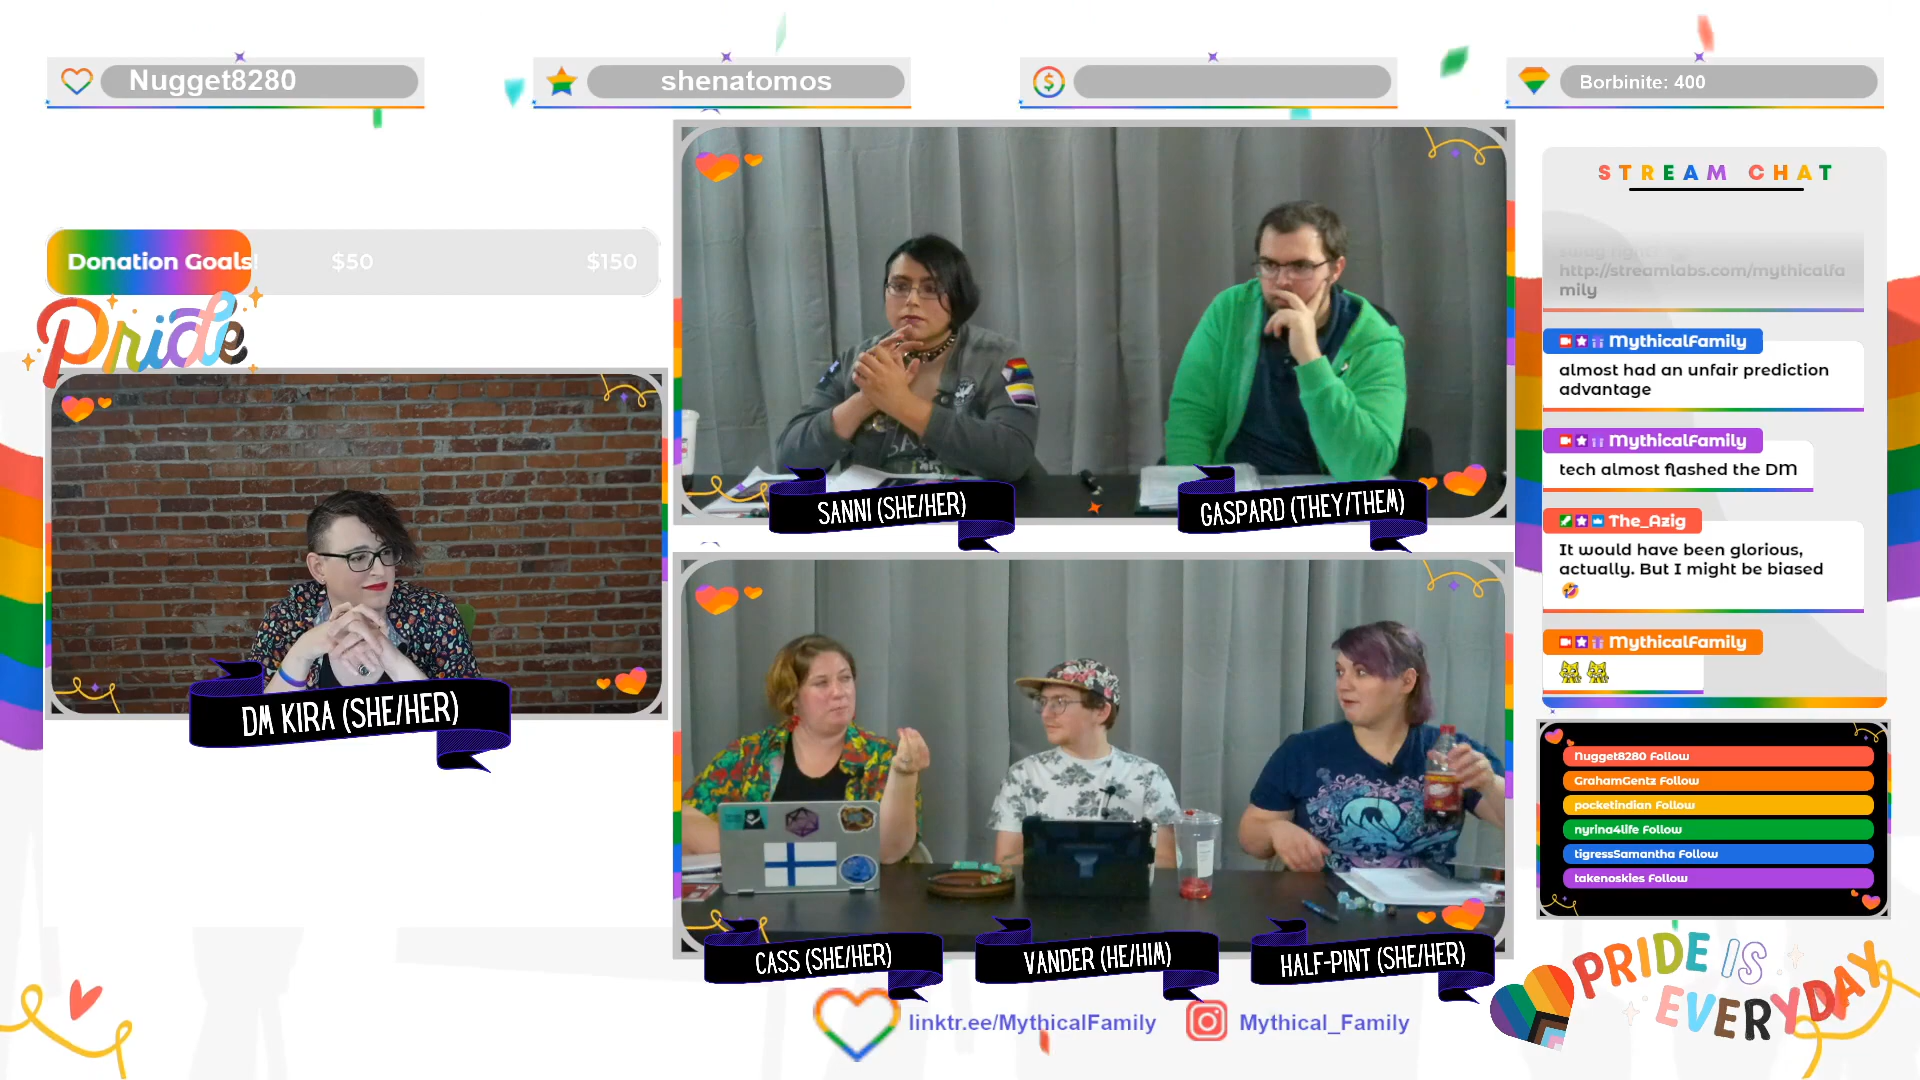 Nugget8280
shenatomos
Borbinite: 400
Donation Goals!
$50
$150
Pride
DM KIRA (SHE/HER)
SANNI (SHE/HER)
GASPARD (THEY/THEM)
CASS (SHE/HER)
VANDER (HE/HIM)
HALF-PINT (SHE/HER)
STREAM CHAT
http://streamlabs.com/mythicalfa
mily
MythicalFamily
almost had an unfair prediction
advantage
MythicalFamily
tech almost flashed the DM
The_Azig
It would have been glorious,
actually. But I might be biased
MythicalFamily
Nugget8280 Follow
GrahamGentz Follow
pocketindian Follow
nyrina4life Follow
tigressSamantha Follow
takenoskies Follow
PRIDE IS
EVERYDAY
linktr.ee/MythicalFamily
Mythical_Family